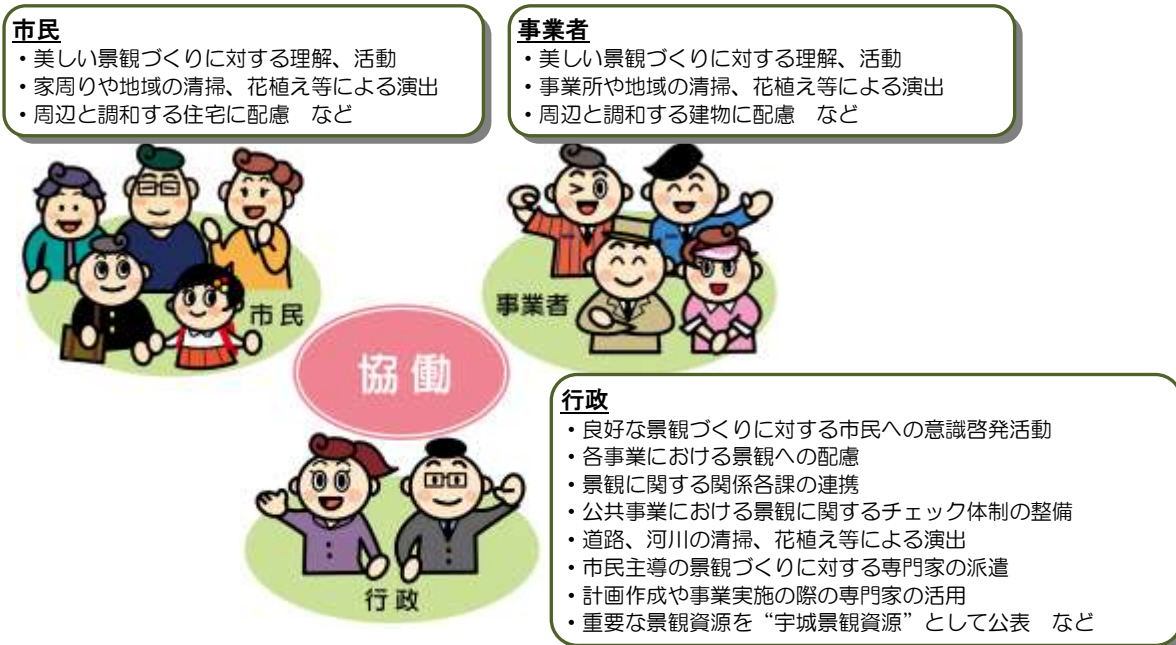 市民
・美しい景観づくりに対する理解、活動
・家周りや地域の清掃、花植え等による演出
・周辺と調和する住宅に配慮　など
事業者
・美しい景観づくりに対する理解、活動
・事業所や地域の清掃、花植え等による演出
・周辺と調和する建物に配慮　など
市民
事業者
協働
行政
行政
・良好な景観づくりに対する市民への意識啓発活動
・各事業における景観への配慮
・景観に関する関係各課の連携
・公共事業における景観に関するチェック体制の整備
・道路、河川の清掃、花植え等による演出
・市民主導の景観づくりに対する専門家の派遣
・計画作成や事業実施の際の専門家の活用
・重要な景観資源を“宇城景観資源”として公表　など